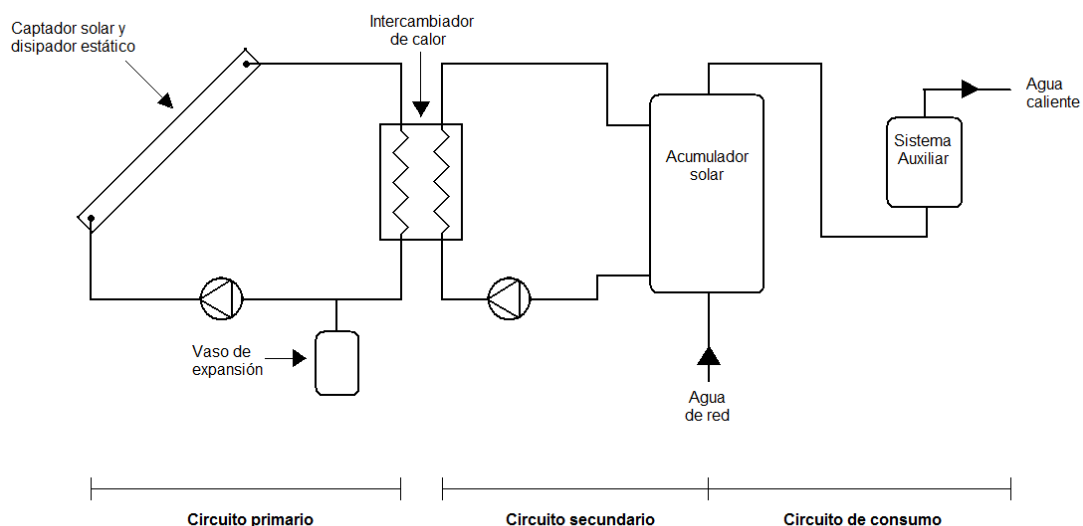 Captador solar y
disipador estático
Intercambiador
de calor
Agua
caliente
Sistema
Auxiliar
Acumulador
solar
Vaso de
expansión
Agua
de red
Circuito primario
Circuito secundario
Circuito de consumo